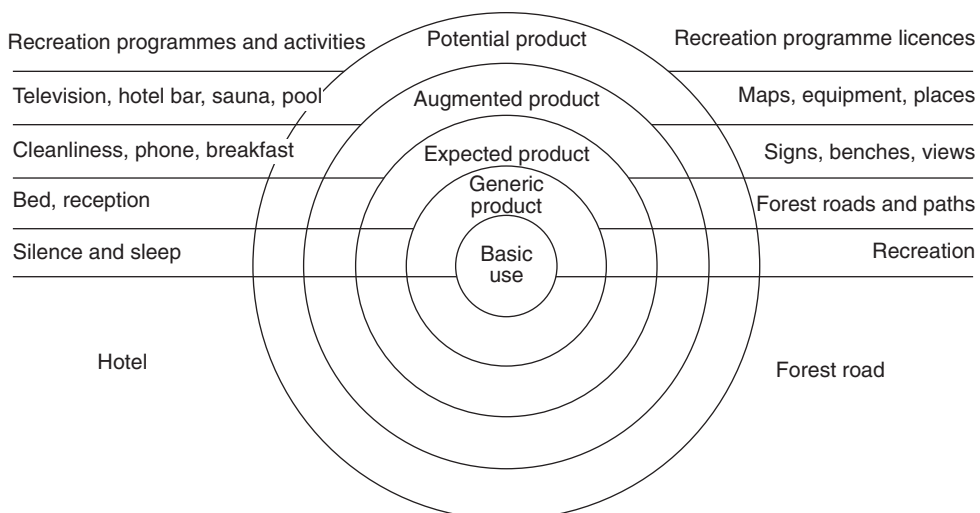 Recreation programmes and activities
Potential product
Recreation programme licences
Television, hotel bar, sauna, pool
Augmented product
Maps, equipment, places
Cleanliness, phone, breakfast
Expected product
Signs, benches, views
Bed, reception
Generic
product
Forest roads and paths
Silence and sleep
Basic
use
Recreation
Hotel
Forest road